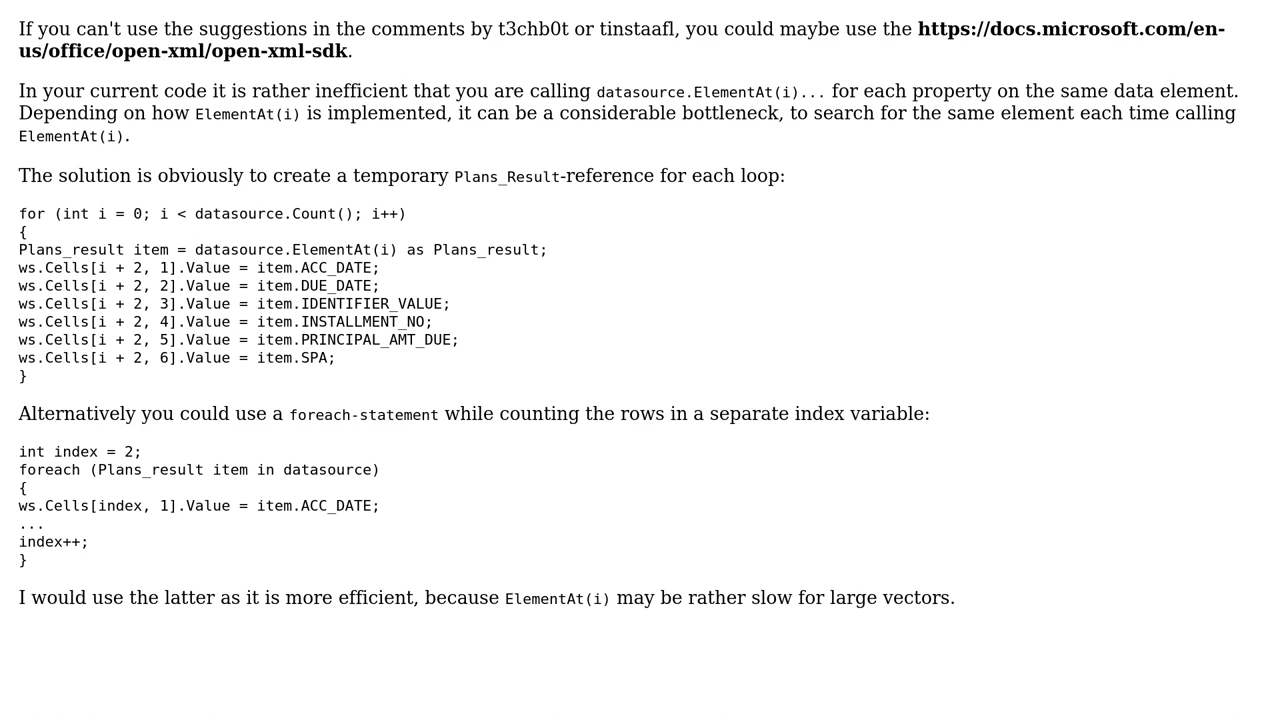 If you can't use the suggestions in the comments by t3chb0t or tinstaafl, you could maybe use the https://docs.microsoft.com/en-
us/office/open-xml/open-xml-sdk.
In your current code it is rather inefficient that you are calling datasource.ElementAt(i)... for each property on the same data element.
Depending on how ElementAt(i) is implemented, it can be a considerable bottleneck, to search for the same element each time calling
ElementAt(i).
The solution is obviously to create a temporary Plans_Result-reference for each loop:
for (int i = 0; i < datasource.Count(); i++)
{
Plans_result item = datasource.ElementAt(i) as Plans_result;
ws.Cells[i + 2, 1].Value = item.ACC_DATE;
ws.Cells[i + 2, 2].Value = item.DUE_DATE;
ws.Cells[i + 2, 3].Value = item.IDENTIFIER_VALUE;
ws.Cells[i + 2, 4].Value = item.INSTALLMENT_NO;
ws.Cells[i + 2, 5].Value = item.PRINCIPAL_AMT_DUE;
ws.Cells[i + 2, 6].Value = item.SPA;
}
Alternatively you could use a foreach-statement while counting the rows in a separate index variable:
int index = 2;
foreach (Plans_result item in datasource)
{
ws.Cells[index, 1].Value = item.ACC_DATE;
...
index++;
}
I would use the latter as it is more efficient, because ElementAt(i) may be rather slow for large vectors.